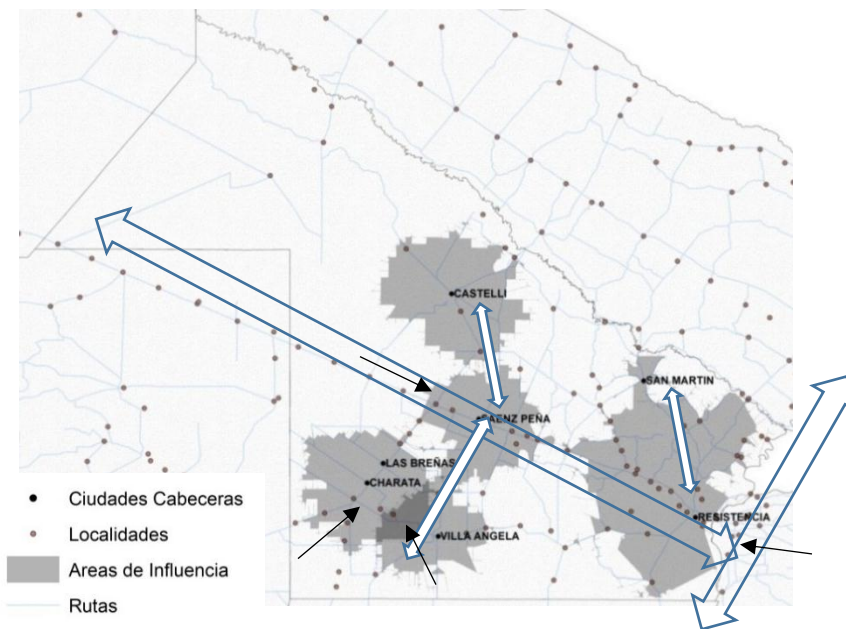 CASTELLI
SAN MARTIN
SAENZ PEÑA
LAS BREÑAS
CHARATA
RESISTENCIA
VILLA ANGELA
Ciudades Cabeceras
Localidades
Areas de Influencia
Rutas